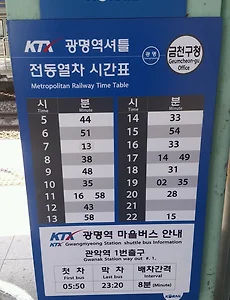 KTX 광명역셔틀
전동열차 시간표
Metropolitan Railway Time Table
광명
금천구청
Geumcheon-gu
Office
시 분 시 분
5 44 14 33
6 51 15 54
7 13 16 33
8 38 17 14 49
9 48 18 31
10 35 19 02 35
11 16 58 20 28
12 43 21
13 58 22 15
KTX 광명역 마을버스 안내
Gwangmyeong Station shuttle bus Information
관악역 1번출구
Gwanak Station way out # 1.
첫 차 막 차 배차간격
First bus Last bus Interval
05:50 23:20 8분(Minute)